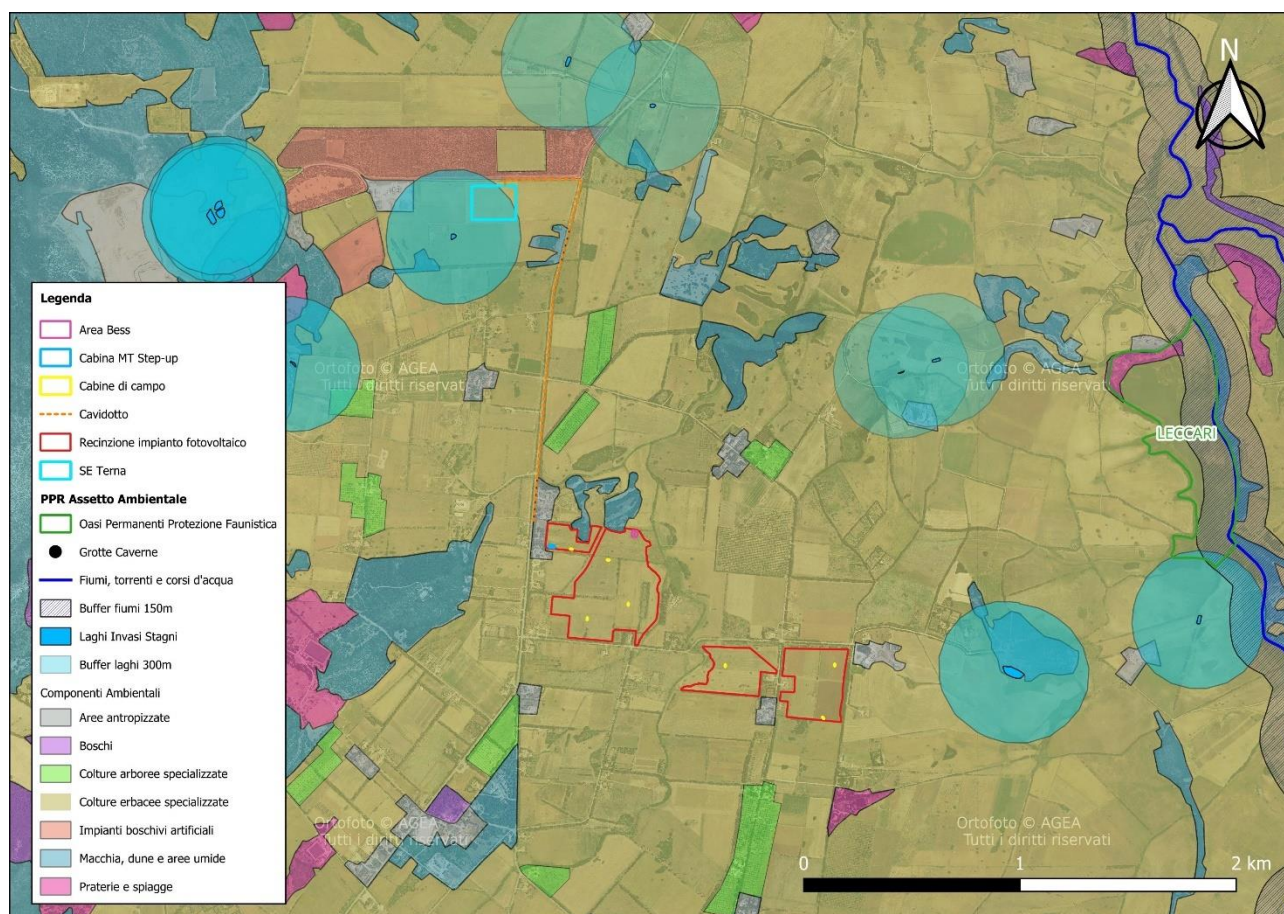 N
Ortofoto © AGEA
Tutti i diritti riservati
Ortofoto © AGEA
Tutti i diritti riservati
LECCARI
Legenda
Area Bess
Cabina MT Step-up
Cabine di campo
Cavidotto
Recinzione impianto fotovoltaico
SE Terna
PPR Assetto Ambientale
Oasi Permanenti Protezione Faunistica
Grotte Caverne
Fiumi, torrenti e corsi d'acqua
Buffer fiumi 150m
Laghi Invasi Stagni
Buffer laghi 300m
Componenti Ambientali
Aree antropizzate
Boschi
Colture arboree specializzate
Colture erbacee specializzate
Impianti boschivi artificiali
Macchia, dune e aree umide
Praterie e spiagge
Ortofoto © AGEA
Tutti i diritti riservati
Ortofoto © AGEA
Tutti i diritti riservati
0 1 2 km